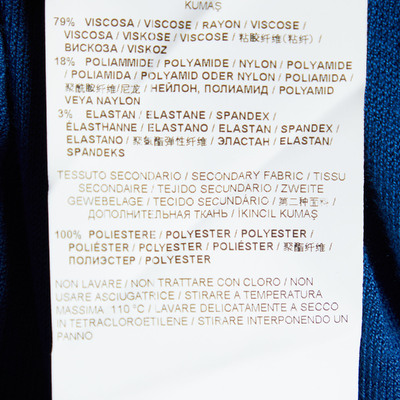 KUMAŞ
79% VISCOSA / VISCOSE / RAYON / VISCOSE /
VISCOSA / VISKOSE / VISCOSE / 粘胶纤维(粘纤) /
ВИСКОЗА / VISKOZ
18% POLIAMMIDE / POLYAMIDE / NYLON / POLYAMIDE
/ POLIAMIDA / POLYAMID ODER NYLON / POLIAMIDA /
聚酰胺纤维/尼龙 / НЕЙЛОН, ПОЛИАМИД / POLYAMID
VEYA NAYLON
3% ELASTAN / ELASTANE / SPANDEX /
ÉLASTHANNE / ELASTANO / ELASTAN / SPANDEX /
ELASTANO / 聚氨酯弹性纤维 / ЭЛАСТАН / ELASTAN/
SPANDEKS
TESSUTO SECONDARIO / SECONDARY FABRIC / TISSU
SECONDAIRE / TEJIDO SECUNDARIO / ZWEITE
GEWEBELAGE / TECIDO SECUNDÁRIO / 第二种面料
/ ДОПОЛНИТЕЛЬНАЯ ТКАНЬ / İKINCIL KUMAŞ
100% POLIESTERE / POLYESTER / POLYESTER /
POLIÉSTER / POLYESTER / POLIÉSTER / 聚酯纤维 /
ПОЛИЭСТЕР / POLYESTER
NON LAVARE / NON TRATTARE CON CLORO / NON
USARE ASCIUGATRICE / STIRARE A TEMPERATURA
MASSIMA 110 °C / LAVARE DELICATAMENTE A SECCO
IN TETRACLOROETILENE / STIRARE INTERPONENDO UN
PANNO